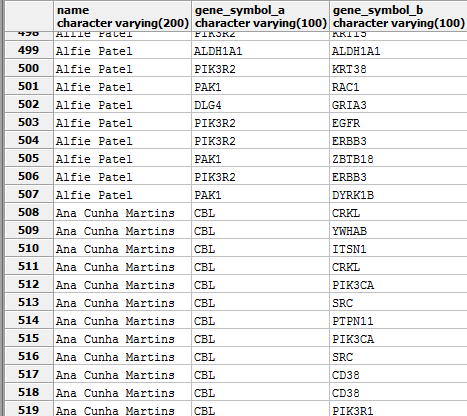 name gene_symbol_a gene_symbol_b
character varying(200) character varying(100) character varying(100)
498 Alfie Patel PIK3R2 KRT15
499 Alfie Patel ALDH1A1 ALDH1A1
500 Alfie Patel PIK3R2 KRT38
501 Alfie Patel PAK1 RAC1
502 Alfie Patel DLG4 GRIA3
503 Alfie Patel PIK3R2 EGFR
504 Alfie Patel PIK3R2 ERBB3
505 Alfie Patel PAK1 ZBTB18
506 Alfie Patel PIK3R2 ERBB3
507 Alfie Patel PAK1 DYRK1B
508 Ana Cunha Martins CBL CRKL
509 Ana Cunha Martins CBL YWHAB
510 Ana Cunha Martins CBL ITSN1
511 Ana Cunha Martins CBL CRKL
512 Ana Cunha Martins CBL PIK3CA
513 Ana Cunha Martins CBL SRC
514 Ana Cunha Martins CBL PTPN11
515 Ana Cunha Martins CBL PIK3CA
516 Ana Cunha Martins CBL SRC
517 Ana Cunha Martins CBL CD38
518 Ana Cunha Martins CBL CD38
519 Ana Cunha Martins CBL PIK3R1